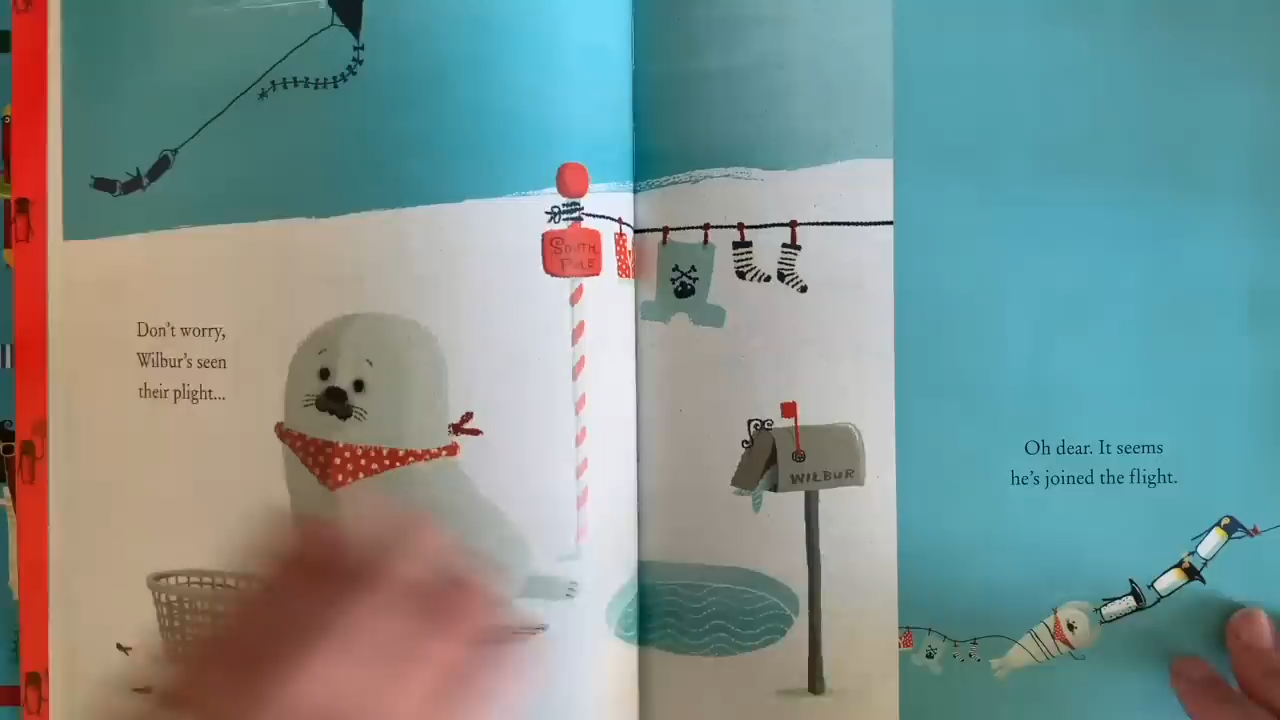 SOUTH
POLE
Don't worry,
Wilbur's seen
their plight...
WILBUR
Oh dear. It seems
he's joined the flight.